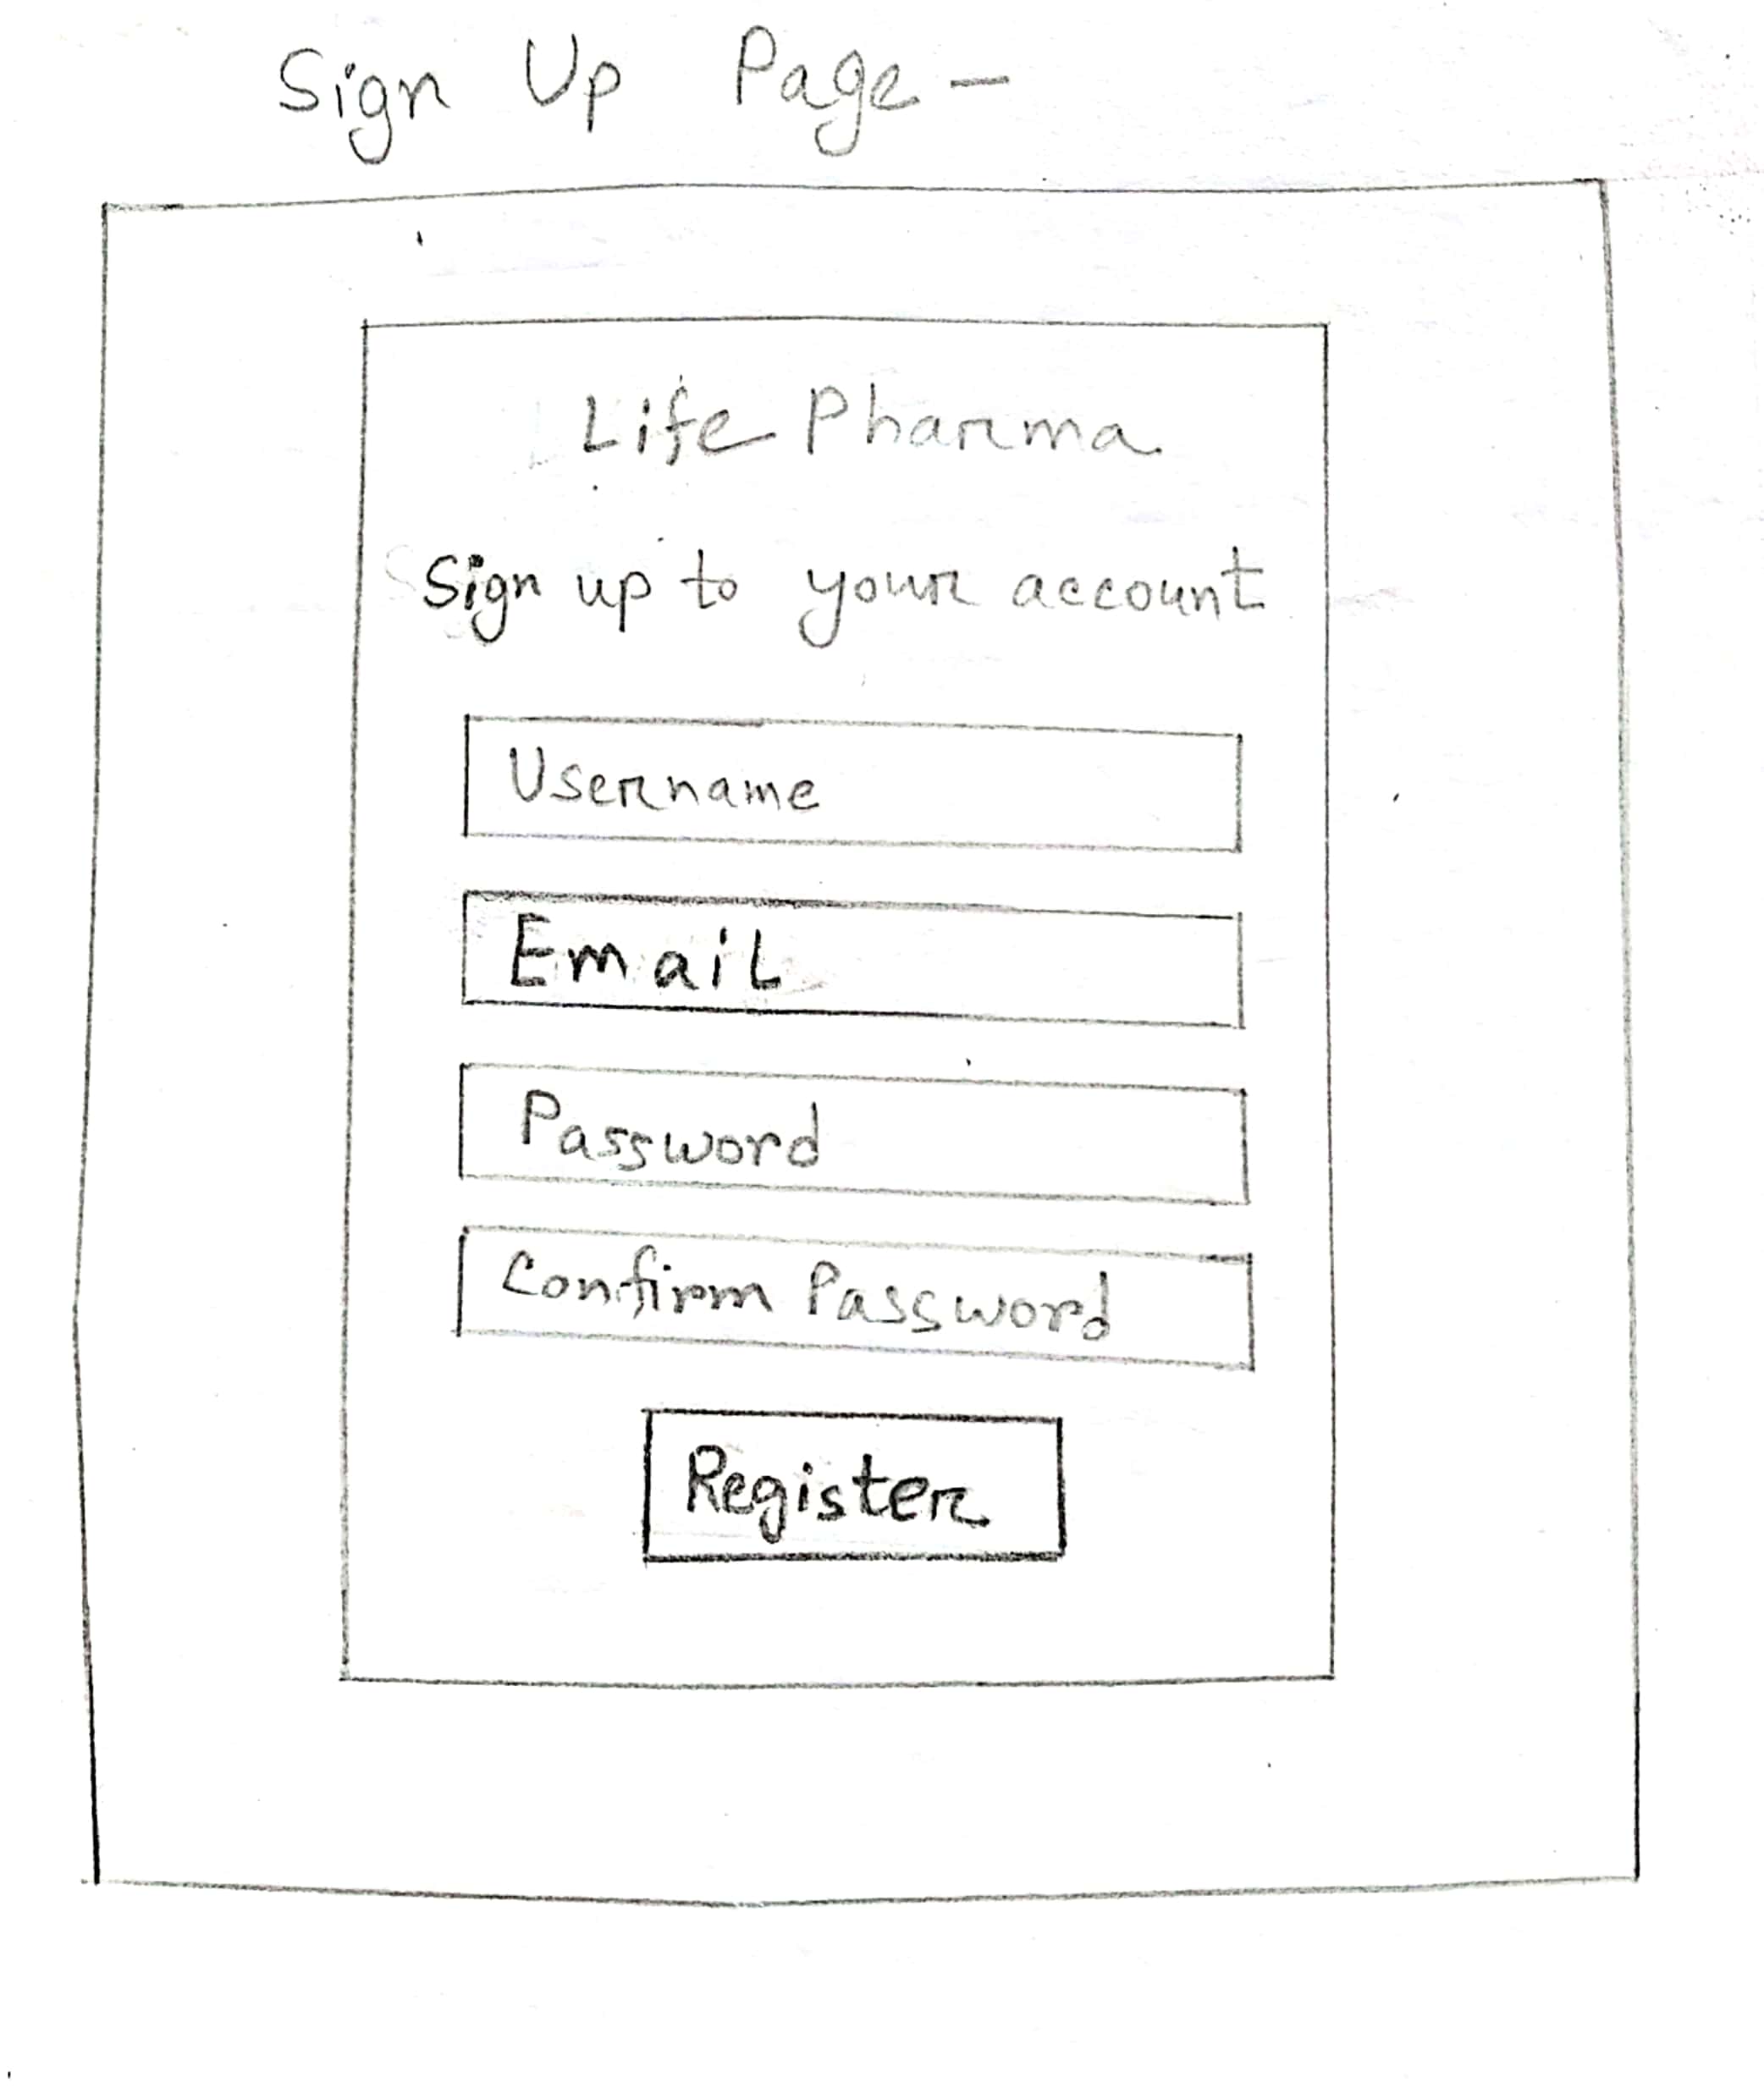 Sign Up Page -
Life Pharma
Sign up to your account
Username
Email
Password
Confirm Password
Register